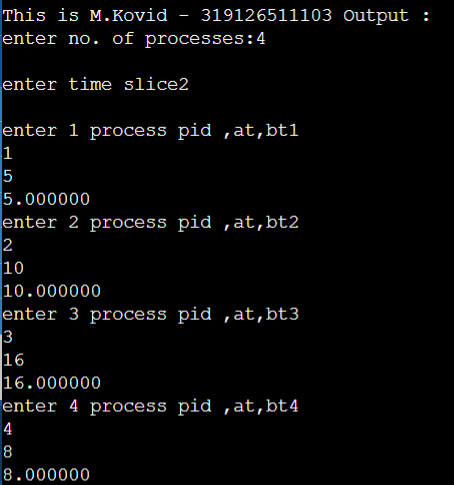 This is M.Kovid - 319126511103 Output :
enter no. of processes:4
enter time slice2
enter 1 process pid ,at,bt1
1
5
5.000000
enter 2 process pid ,at,bt2
2
10
10.000000
enter 3 process pid ,at,bt3
3
16
16.000000
enter 4 process pid ,at,bt4
4
8
8.000000